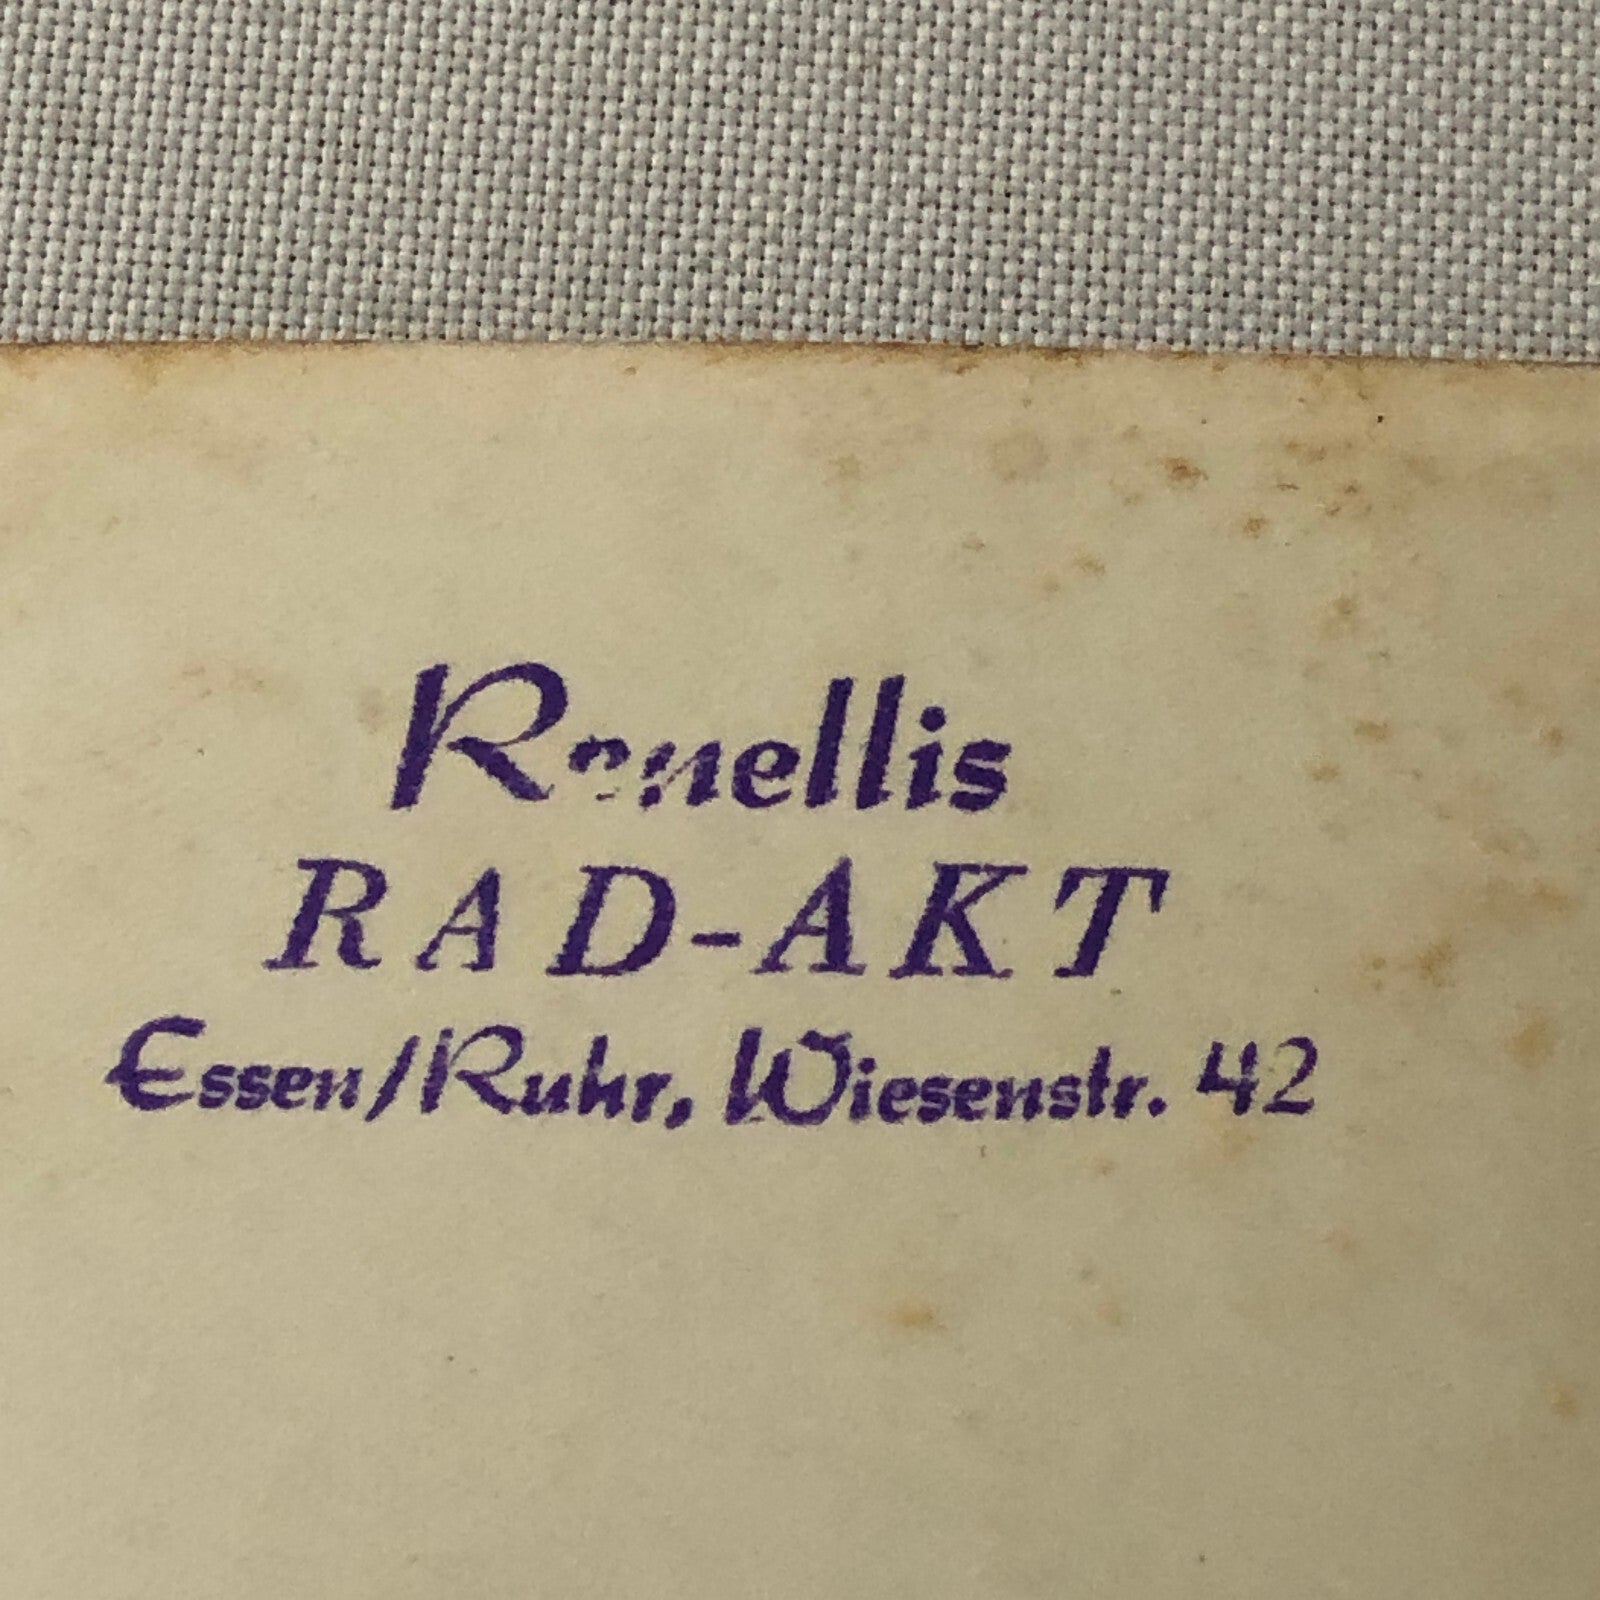 RAD-AKT
Essen/Ruhr, Wiesenstr. 42